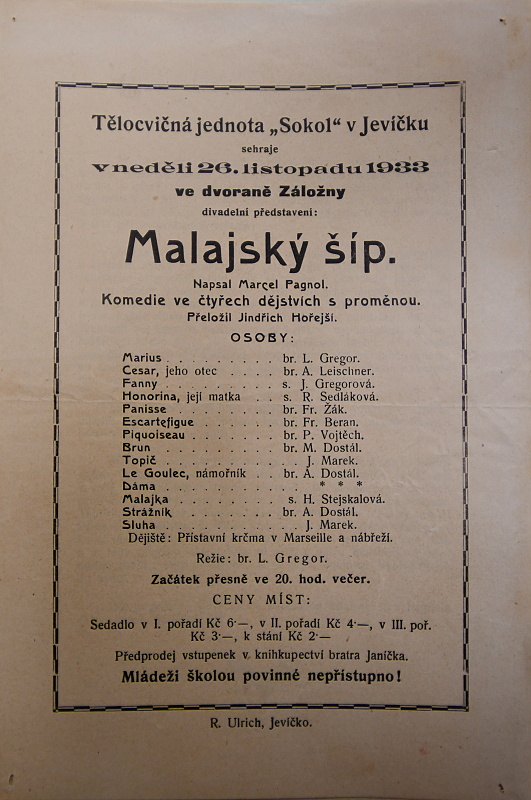 Tělocvičná jednota „Sokol“ v Jevíčku
sehraje
v neděli 26. listopadu 1933
ve dvoraně Záložny
divadelní představení:
Malajský šíp.
Napsal Marcel Pagnol.
Komedie ve čtyřech dějstvích s proměnou.
Přeložil Jindřich Hořejší.
OSOBY:
Marius . . . . . . . . . br. L. Gregor.
Cesar, jeho otec . . . . br. A. Leischner.
Fanny . . . . . . . . . s. J. Gregorová.
Honorina, její matka . . s. R. Sedláková.
Panisse . . . . . . . . br. Fr. Žák.
Escartefigue . . . . . . br. Fr. Beran.
Piquoiseau . . . . . . . br. P. Vojtěch.
Brun . . . . . . . . . . br. M. Dostál.
Topič . . . . . . . . . . . J. Marek.
Le Goulec, námořník . . br. A. Dostál.
Dáma . . . . . . . . . . . * * *
Malajka . . . . . . . . . s. H. Stejskalová.
Strážník . . . . . . . . br. A. Dostál.
Sluha . . . . . . . . . . . J. Marek.
Dějiště: Přístavní krčma v Marseille a nábřeží.
Režie: br. L. Gregor.
Začátek přesně ve 20. hod. večer.
CENY MÍST:
Sedadlo v I. pořadí Kč 6·—, v II. pořadí Kč 4·—, v III. poř.
Kč 3·—, k stání Kč 2·—
Předprodej vstupenek v knihkupectví bratra Janíčka.
Mládeži školou povinné nepřístupno!
R. Ulrich, Jevíčko.